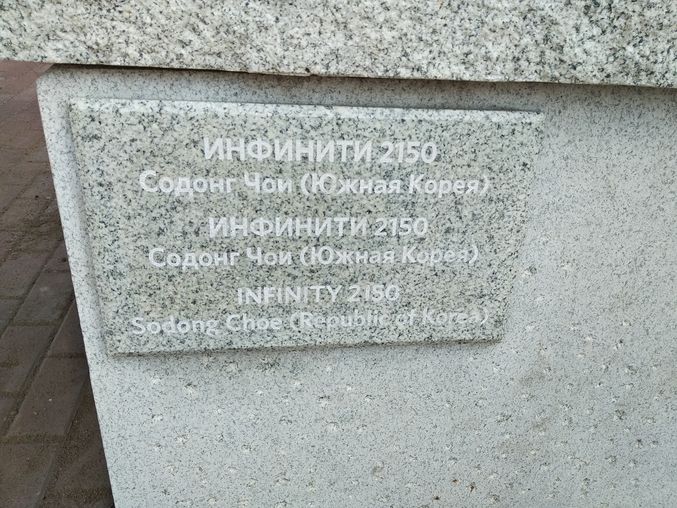 ИНФИНИТИ 2150
Содонг Чои (Южная Корея)
ИНФИНИТИ 2150
Содонг Чои (Южная Корея)
INFINITY 2150
Sodong Choe (Republic of Korea)